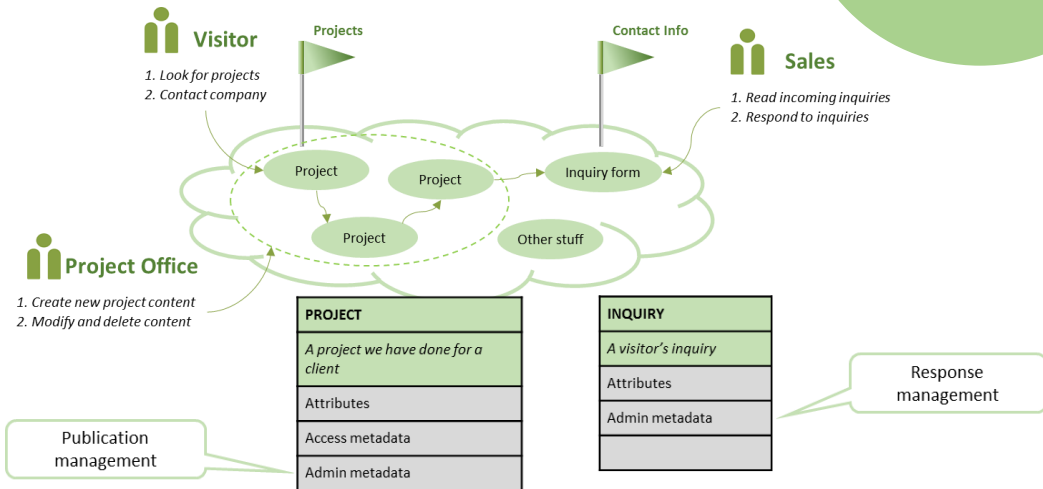 Visitor
1. Look for projects
2. Contact company
Projects
Contact Info
Sales
1. Read incoming inquiries
2. Respond to inquiries
Project
Project
Inquiry form
Project
Other stuff
Project Office
1. Create new project content
2. Modify and delete content
PROJECT
A project we have done for a
client
Attributes
Access metadata
Admin metadata
INQUIRY
A visitor's inquiry
Attributes
Admin metadata
Response
management
Publication
management